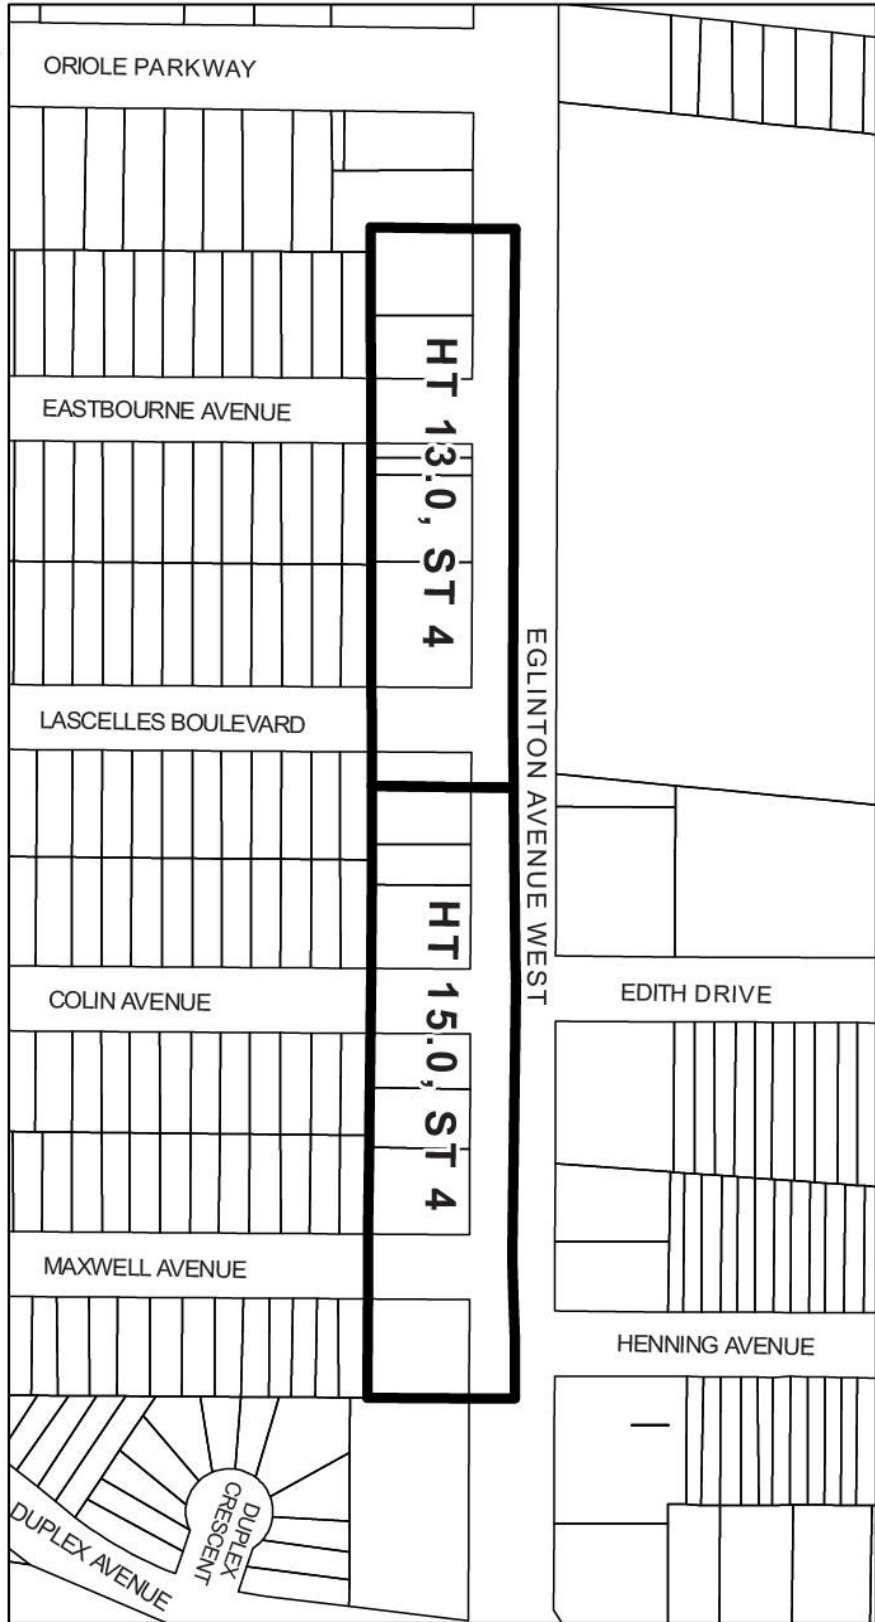 ORIOLE PARKWAY
HT 13.0, ST 4
EASTBOURNE AVENUE
EGLINTON AVENUE WEST
LASCELLES BOULEVARD
HT 15.0, ST 4
COLIN AVENUE
EDITH DRIVE
MAXWELL AVENUE
HENNING AVENUE
DUPLEX
CRESCENT
DUPLEX AVENUE